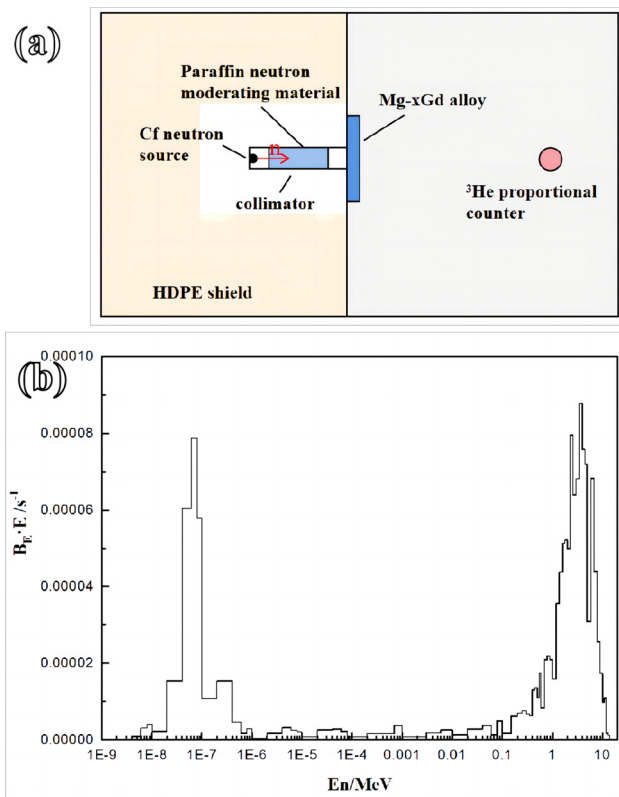 (a)
Paraffin neutron
moderating material
Mg-xGd alloy
Cf neutron
source
n
collimator
³He proportional
counter
HDPE shield
(b)
0.00010
0.00008
0.00006
0.00004
0.00002
0.00000
B_E·E /s⁻¹
1E-9 1E-8 1E-7 1E-6 1E-5 1E-4 0.001 0.01 0.1 1 10
En/MeV